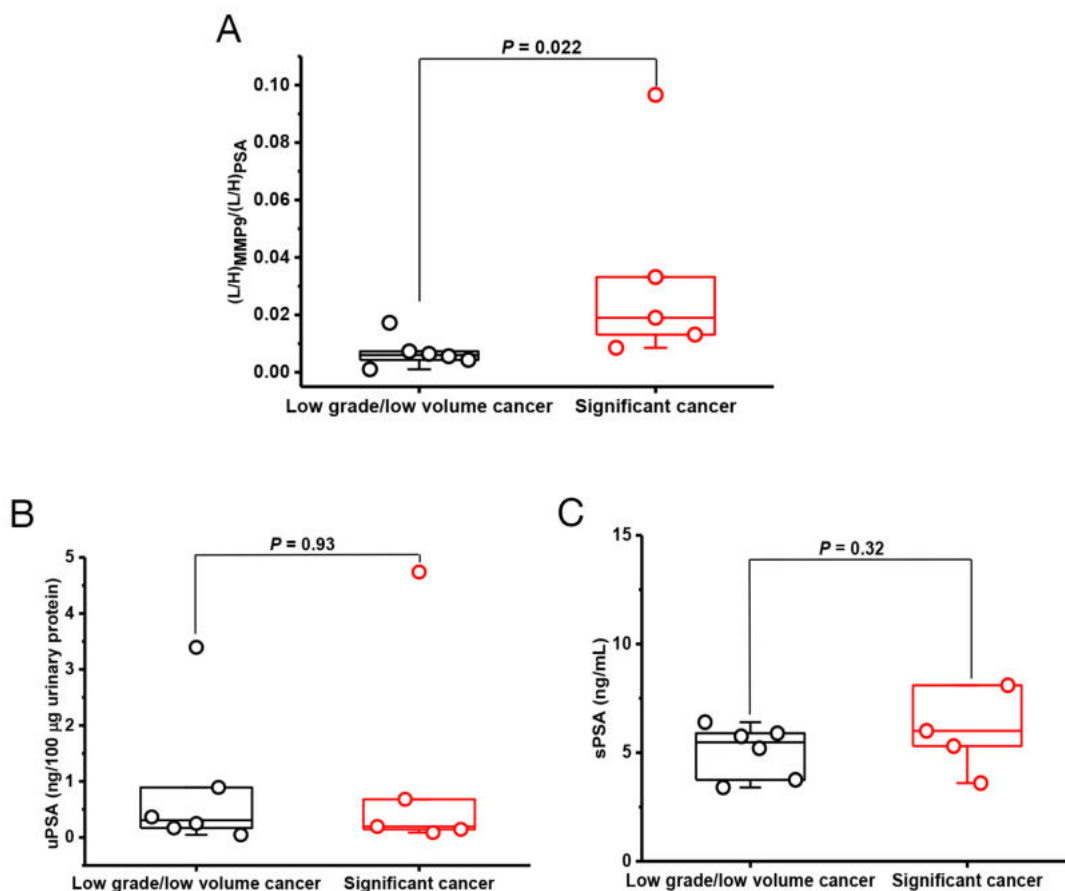 A
P = 0.022
0.10
0.08
0.06
0.04
0.02
0.00
(L/H)MMP9/(L/H)PSA
Low grade/low volume cancer
Significant cancer
B
P = 0.93
5
4
3
2
1
0
uPSA (ng/100 µg urinary protein)
Low grade/low volume cancer
Significant cancer
C
P = 0.32
15
10
5
0
sPSA (ng/mL)
Low grade/low volume cancer
Significant cancer